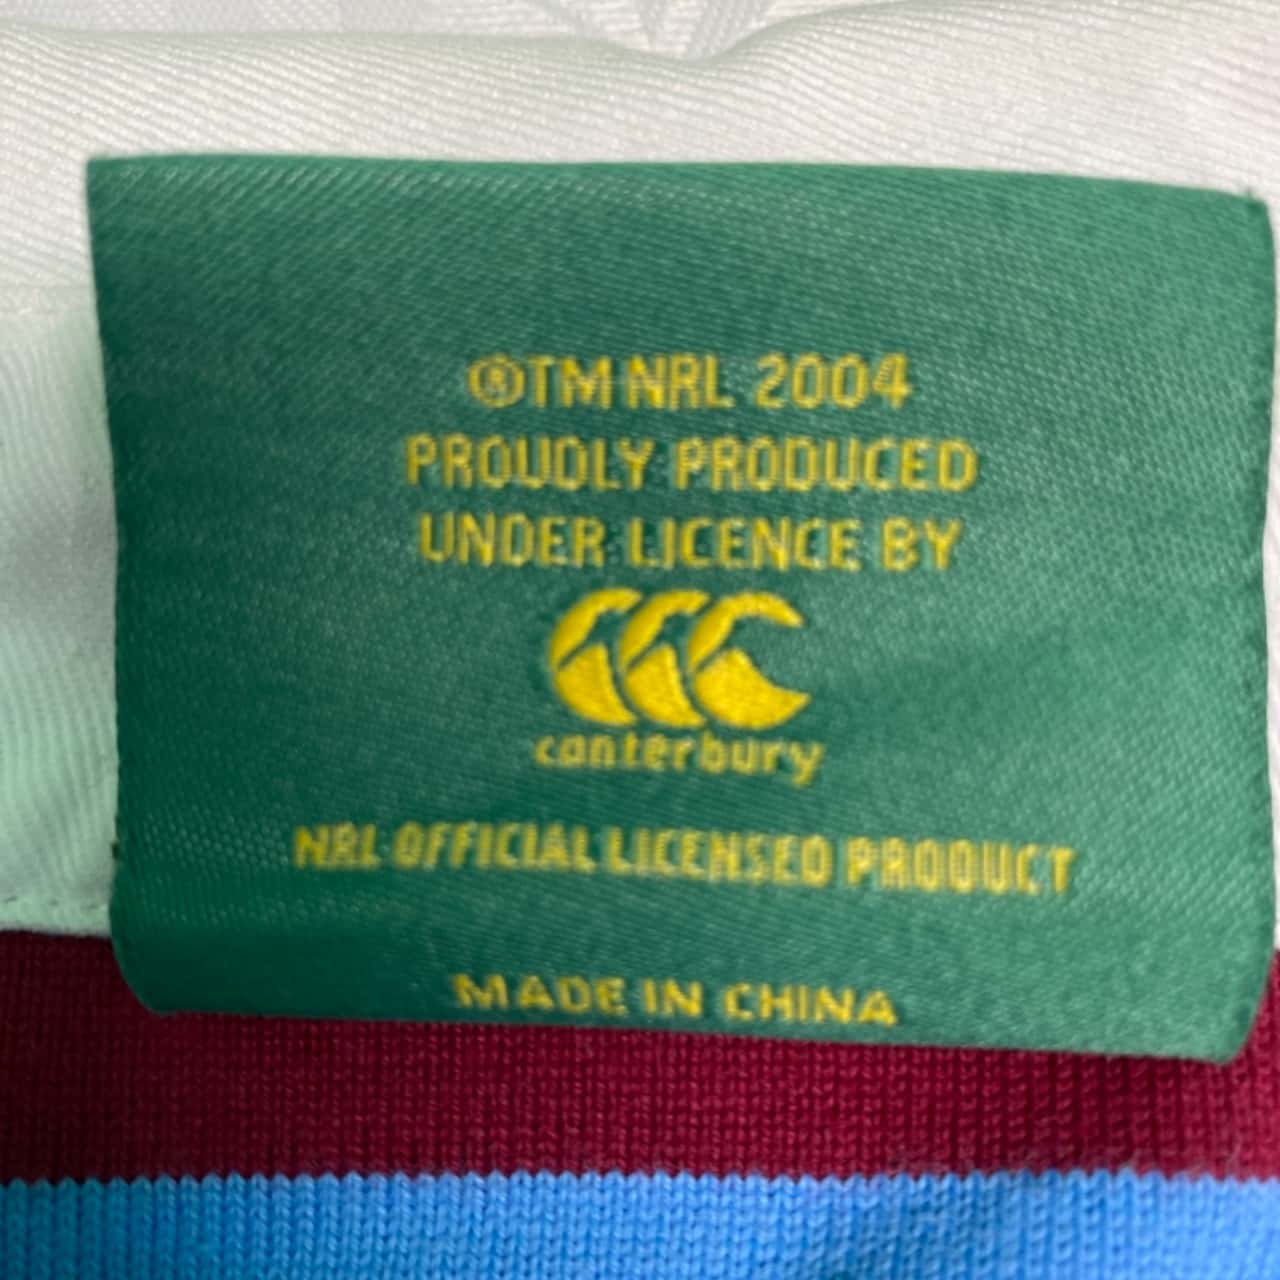 ®TM NRL 2004
PROUDLY PRODUCED
UNDER LICENCE BY
canterbury
NRL OFFICIAL LICENSED PRODUCT
MADE IN CHINA